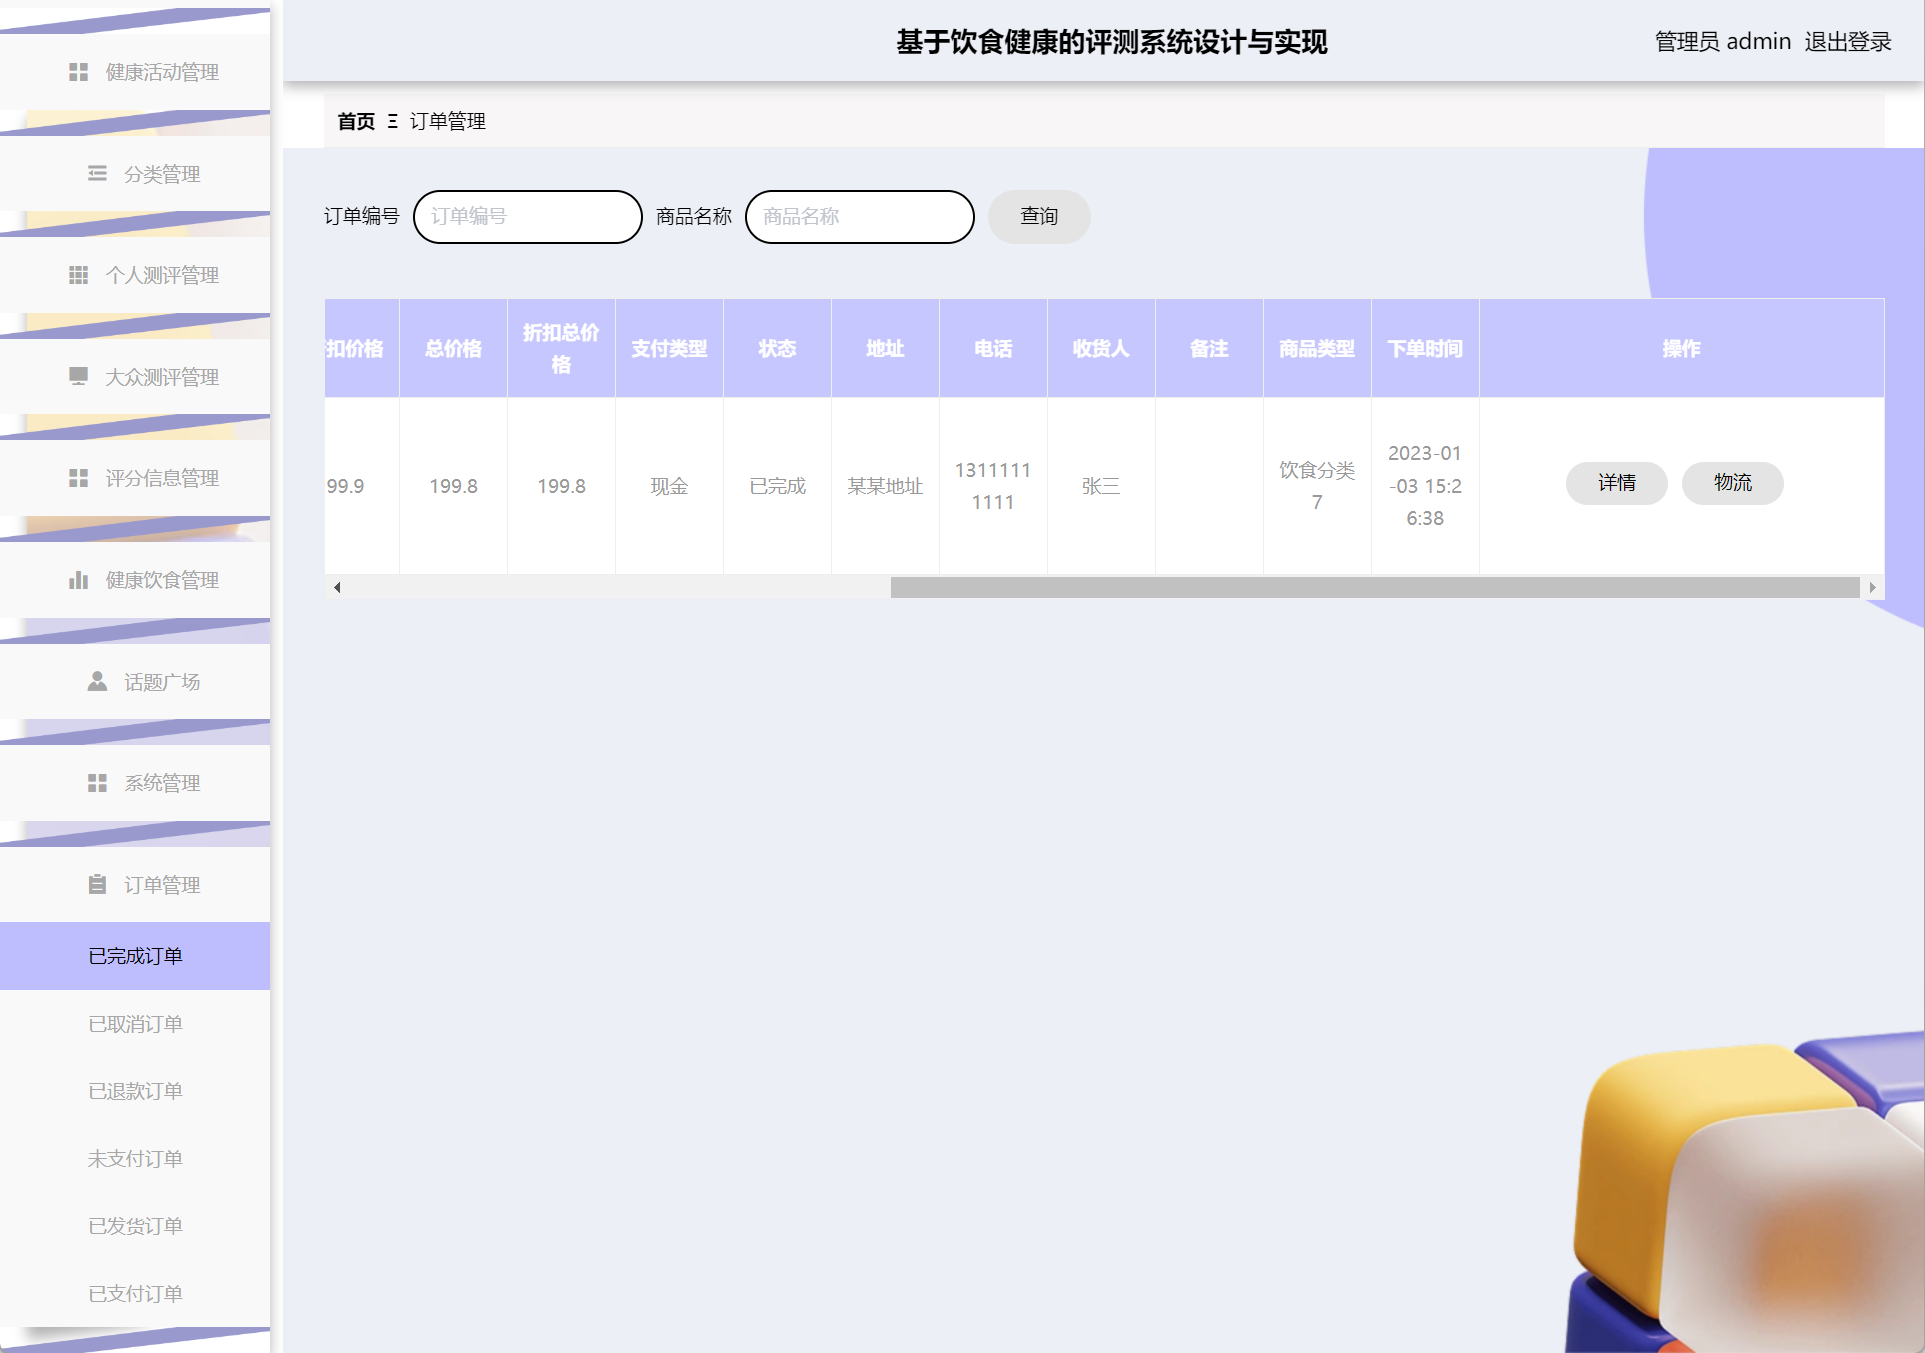 基于饮食健康的评测系统设计与实现
管理员 admin 退出登录
健康活动管理
分类管理
个人测评管理
大众测评管理
评分信息管理
健康饮食管理
话题广场
系统管理
订单管理
已完成订单
已取消订单
已退款订单
未支付订单
已发货订单
已支付订单
首页 Ξ 订单管理
订单编号 订单编号 商品名称 商品名称 查询
扣价格 总价格 折扣总价格 支付类型 状态 地址 电话 收货人 备注 商品类型 下单时间 操作
99.9 199.8 199.8 现金 已完成 某某地址 13111111111 张三 饮食分类7 2023-01-03 15:26:38 详情 物流